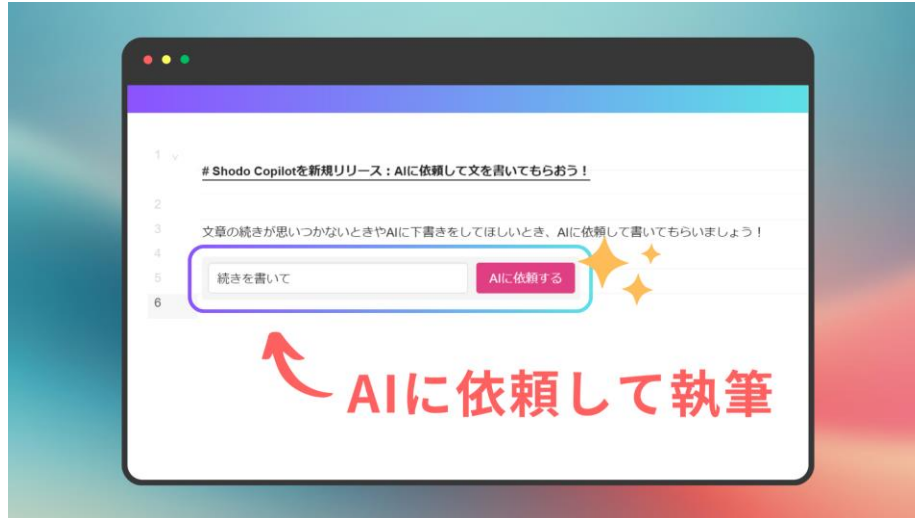 1
# Shodo Copilotを新規リリース：AIに依頼して文を書いてもらおう！
2
3
文章の続きが思いつかないときやAIに下書きをしてほしいとき、AIに依頼して書いてもらいましょう！
4
5
続きを書いて
AIに依頼する
6
AIに依頼して執筆